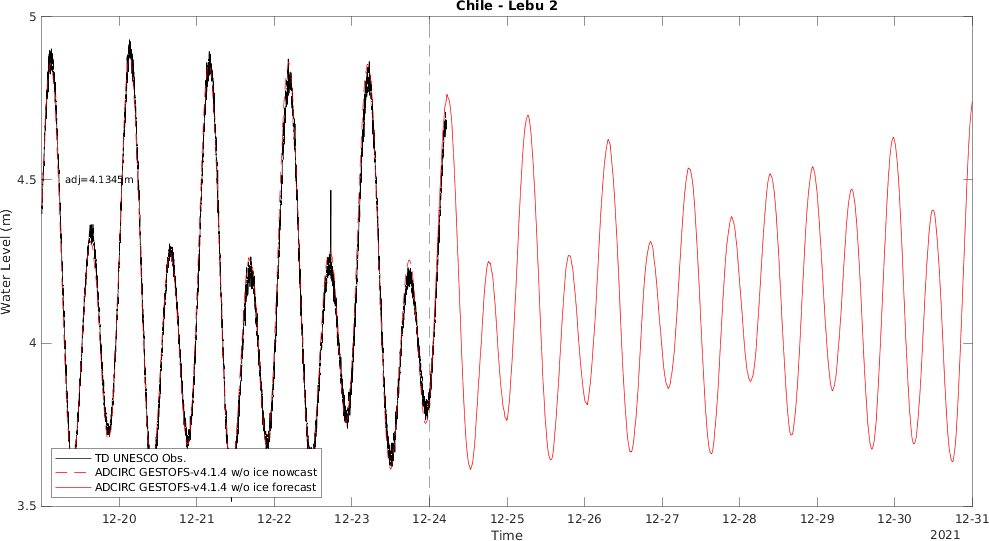 Chile - Lebu 2
5
4.5
4
3.5
Water Level (m)
adj=4.1345m
TD UNESCO Obs.
ADCIRC GESTOFS-v4.1.4 w/o ice nowcast
ADCIRC GESTOFS-v4.1.4 w/o ice forecast
12-20 12-21 12-22 12-23 12-24 12-25 12-26 12-27 12-28 12-29 12-30 12-31
Time
2021